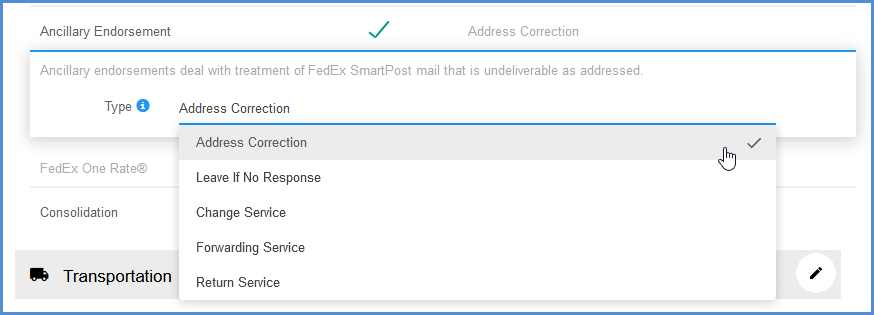 Ancillary Endorsement Address Correction
Ancillary endorsements deal with treatment of FedEx SmartPost mail that is undeliverable as addressed.
Type Address Correction
Address Correction
FedEx One Rate®
Leave If No Response
Change Service
Consolidation
Forwarding Service
Transportation
Return Service